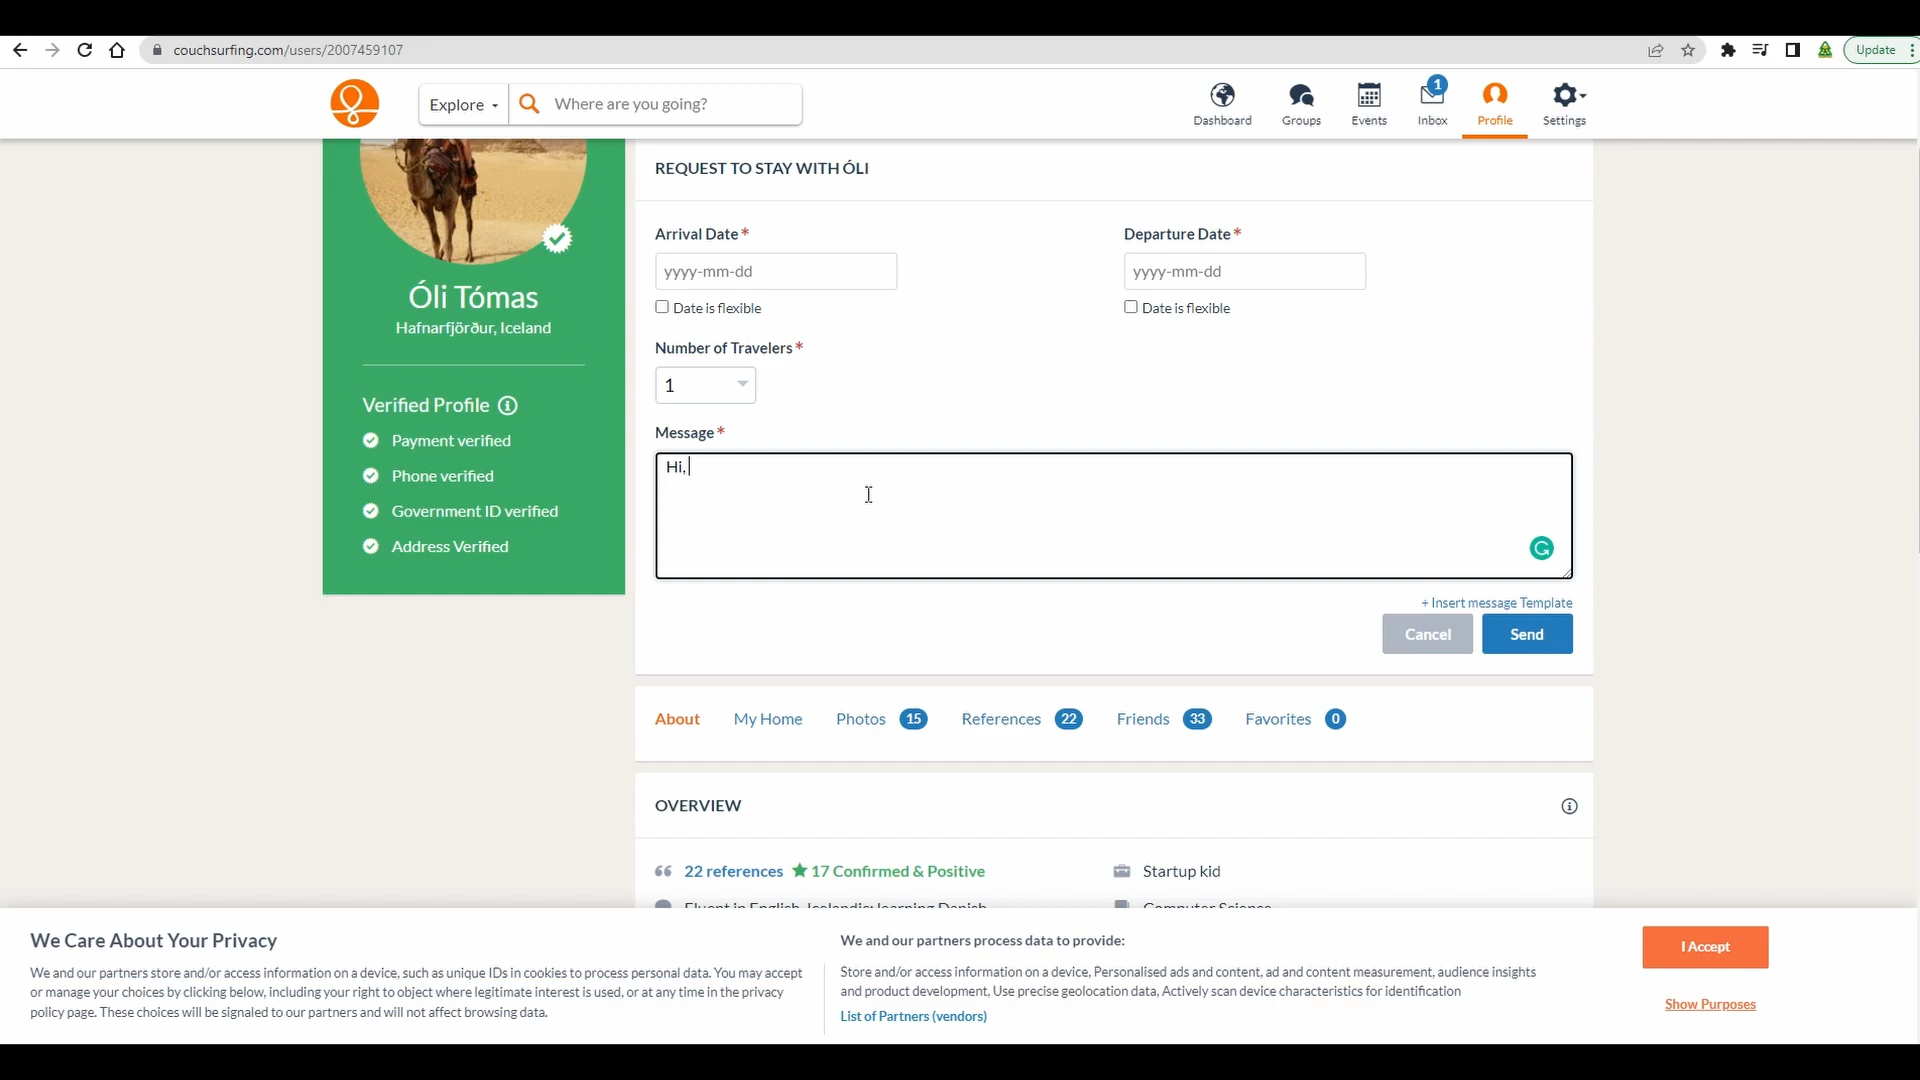 couchsurfing.com/users/2007459107
Update
Explore
Where are you going?
Dashboard
Groups
Events
1
Inbox
Profile
Settings
Óli Tómas
Hafnarfjörður, Iceland
Verified Profile
Payment verified
Phone verified
Government ID verified
Address Verified
REQUEST TO STAY WITH ÓLI
Arrival Date*
Departure Date*
yyyy-mm-dd
yyyy-mm-dd
Date is flexible
Date is flexible
Number of Travelers*
1
Message*
Hi,
+ Insert message Template
Cancel
Send
About
My Home
Photos 15
References 22
Friends 33
Favorites 0
OVERVIEW
22 references ★ 17 Confirmed & Positive
Startup kid
Fluent in English, Icelandic; learning Danish
Computer Science
We Care About Your Privacy
We and our partners store and/or access information on a device, such as unique IDs in cookies to process personal data. You may accept
or manage your choices by clicking below, including your right to object where legitimate interest is used, or at any time in the privacy
policy page. These choices will be signaled to our partners and will not affect browsing data.
We and our partners process data to provide:
Store and/or access information on a device, Personalised ads and content, ad and content measurement, audience insights
and product development, Use precise geolocation data, Actively scan device characteristics for identification
List of Partners (vendors)
I Accept
Show Purposes